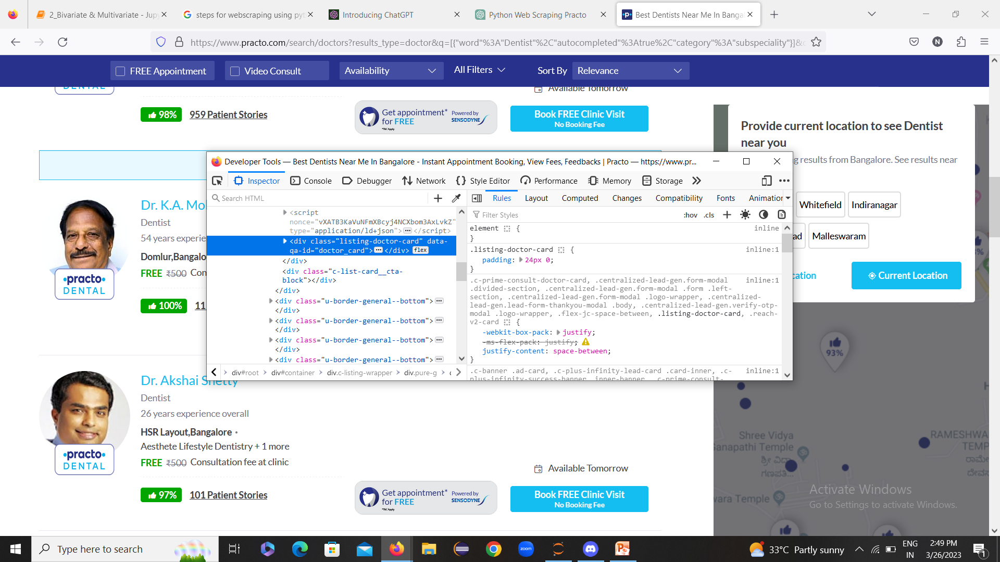 2_Bivariate & Multivariate - Jup
steps for webscraping using pyt
Introducing ChatGPT
Python Web Scraping Practo
Best Dentists Near Me In Banga
https://www.practo.com/search/doctors?results_type=doctor&q=[{"word"%3A"Dentist"%2C"autocompleted"%3Atrue%2C"category"%3A"subspeciality"}]&
N
FREE Appointment
Video Consult
Availability
All Filters
Sort By
Relevance
DENTAL
Available Tomorrow
98%
959 Patient Stories
Get appointment* for FREE
*T&C Apply
Powered by
SENSODYNE
Book FREE Clinic Visit
No Booking Fee
Provide current location to see Dentist
near you
g results from Bangalore. See results near
Whitefield
Indiranagar
ad
Malleswaram
cation
Current Location
Developer Tools — Best Dentists Near Me In Bangalore - Instant Appointment Booking, View Fees, Feedbacks | Practo — https://www.pr...
Inspector
Console
Debugger
Network
Style Editor
Performance
Memory
Storage
Search HTML
Rules
Layout
Computed
Changes
Compatibility
Fonts
Animation
Filter Styles
:hov
.cls
<script
nonce="vXATB3KaVuNFmXBcyj4NCXbom3AxLvkZ"
type="application/ld+json">
</script>
<div class="listing-doctor-card" data-
qa-id="doctor_card">
</div>
flex
</div>
<div class="c-list-card__cta-
block"></div>
</div>
<div class="u-border-general--bottom">
</div>
<div class="u-border-general--bottom">
</div>
<div class="u-border-general--bottom">
</div>
<div class="u-border-general--bottom">
div#root
div#container
div.c-listing-wrapper
div.pure-g
element {
inline
}
.listing-doctor-card {
inline:1
padding: 24px 0;
}
.c-prime-consult-doctor-card, .centralized-lead-gen.form-modal
inline:1
.divided-section, .centralized-lead-gen.form-modal .form .left-
section, .centralized-lead-gen.form-modal .logo-wrapper, .centralized-
lead-gen.lead-form-thankyou-modal .body, .centralized-lead-gen.verify-otp-
modal .logo-wrapper, .flex-jc-space-between, .listing-doctor-card, .reach-
v2-card {
-webkit-box-pack: justify;
-ms-flex-pack: justify;
justify-content: space-between;
}
.c-banner .ad-card, .c-plus-infinity-lead-card .card-inner, .c-
inline:1
plus-infinity-success-banner, inner-banner, .c-prime-consult-
Dr. K.A. Mo
Dentist
54 years experie
Domlur,Bangalo
FREE ₹500 Con
practo
DENTAL
100%
11
Dr. Akshai Shetty
Dentist
26 years experience overall
HSR Layout,Bangalore •
Aesthete Lifestyle Dentistry + 1 more
FREE ₹500 Consultation fee at clinic
practo
DENTAL
97%
101 Patient Stories
Available Tomorrow
Get appointment* for FREE
*T&C Apply
Powered by
SENSODYNE
Book FREE Clinic Visit
No Booking Fee
93%
Shree Vidya
Ganapathi Temple
ಶ್ರೀ ವಿದ್ಯಾ
ಗಣಪತಿ...
RAMESHWA
TEMP
wara Temple
Activate Windows
Go to Settings to activate Windows.
Type here to search
zoom
33°C Partly sunny
ENG
IN
2:49 PM
3/26/2023
1